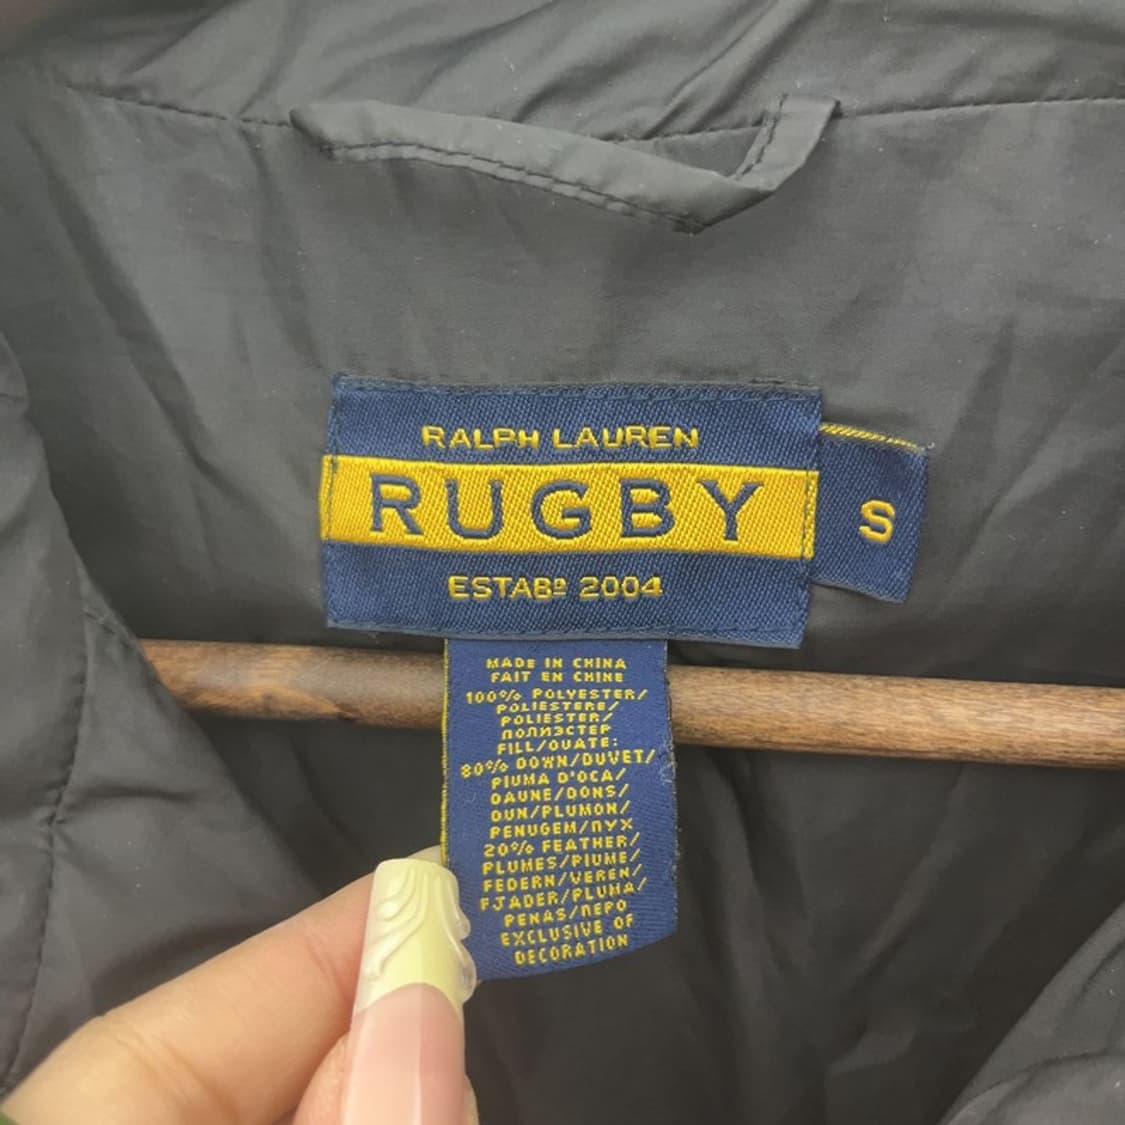 RALPH LAUREN
RUGBY
ESTABᴰ 2004
S
MADE IN CHINA
FAIT EN CHINE
100% POLYESTER/
POLIESTERE/
POLIESTER/
ПОЛИЭСТЕР
FILL/OUATE:
80% DOWN/DUVET/
PIUMA D'OCA/
DAUNE/DONS/
DUN/PLUMON/
PENUGEM/ПУХ
20% FEATHER/
PLUMES/PIUME/
FEDERN/VEREN/
FJADER/PLUMA/
PENAS/ПЕРО
EXCLUSIVE OF
DECORATION